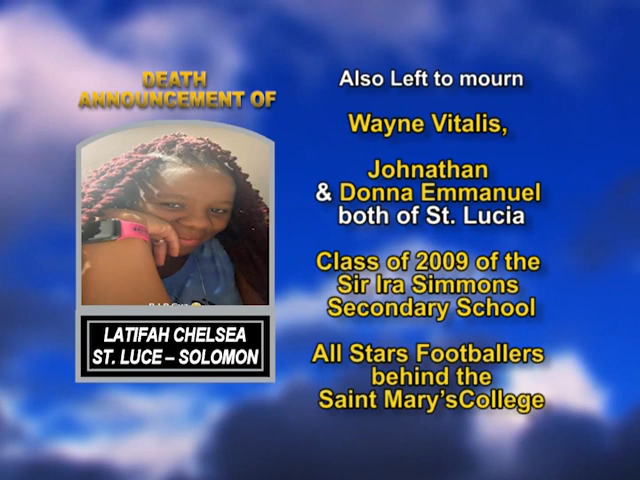 DEATH
ANNOUNCEMENT OF
LATIFAH CHELSEA
ST. LUCE – SOLOMON
Also Left to mourn
Wayne Vitalis,
Johnathan
& Donna Emmanuel
both of St. Lucia
Class of 2009 of the
Sir Ira Simmons
Secondary School
All Stars Footballers
behind the
Saint Mary'sCollege